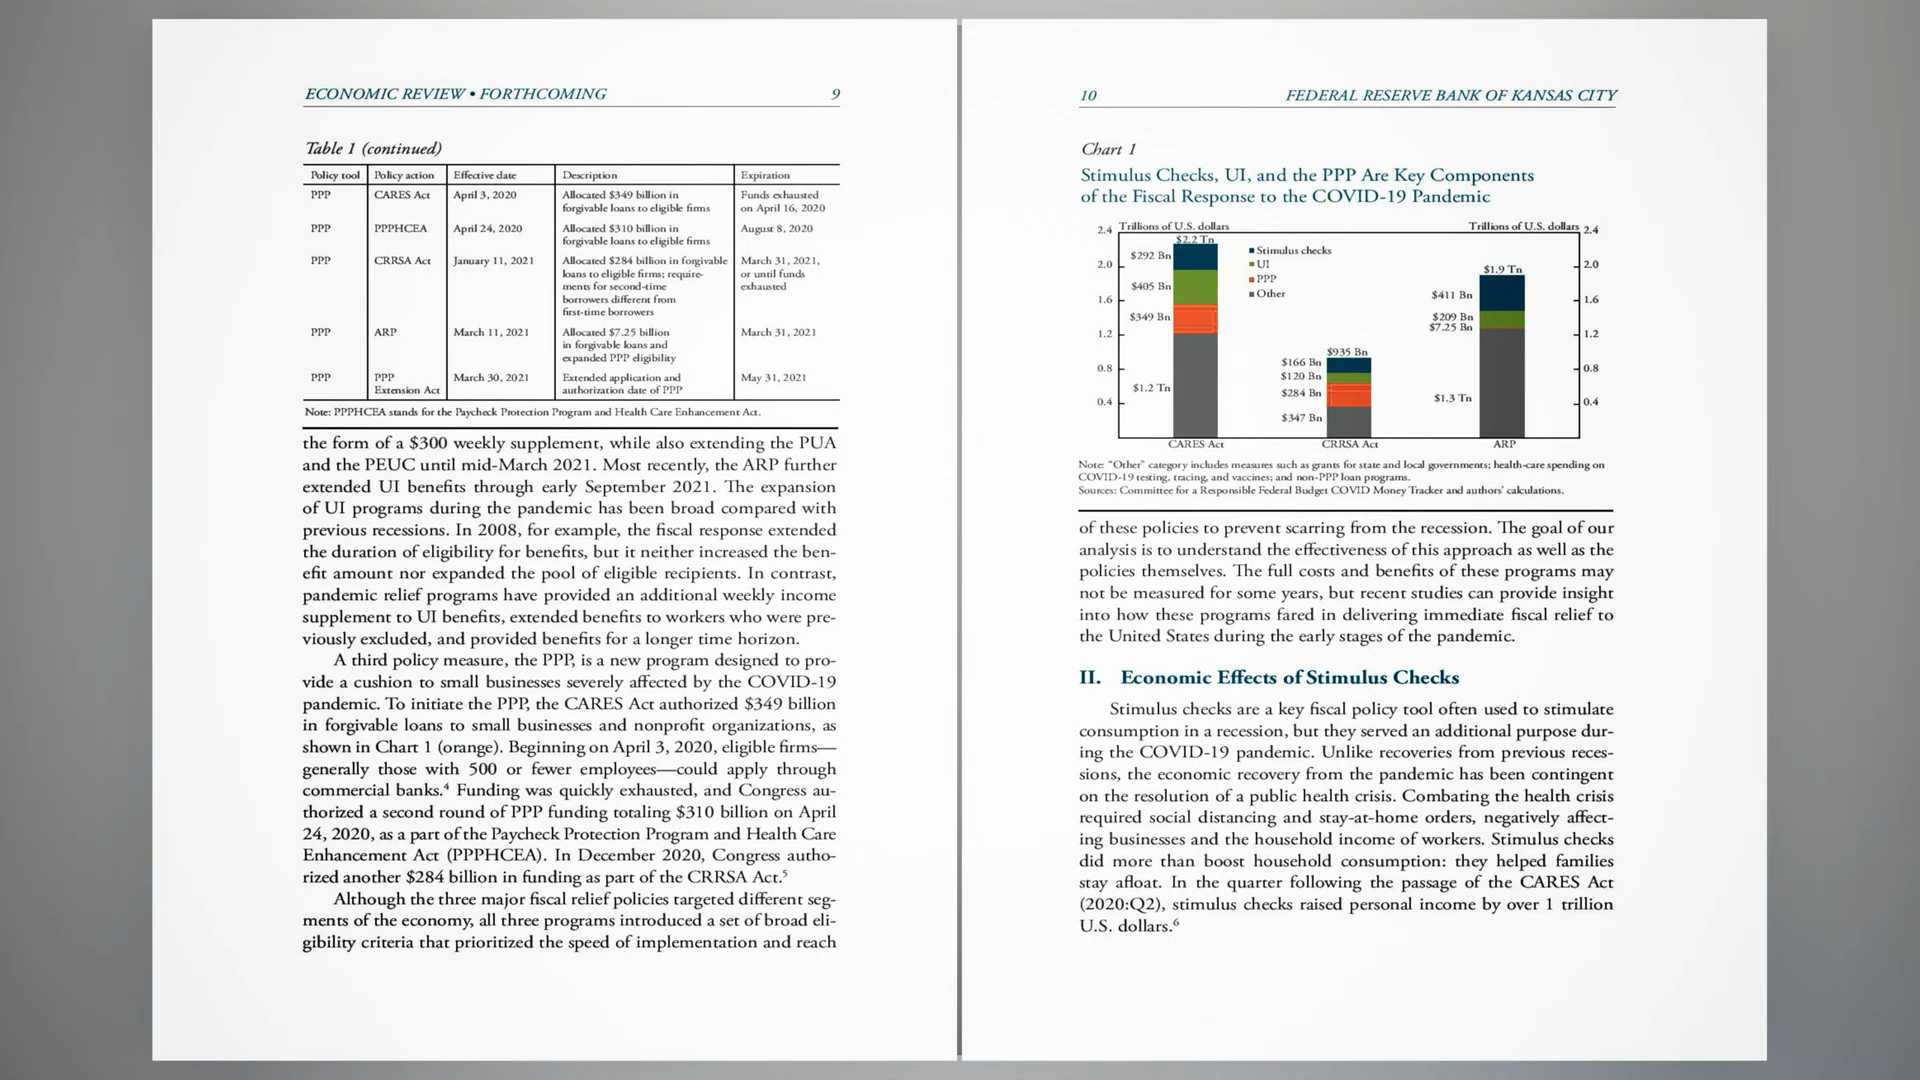 ECONOMIC REVIEW • FORTHCOMING 9
Table 1 (continued)
Policy tool Policy action Effective date Description Expiration
PPP CARES Act April 3, 2020 Allocated $349 billion in Funds exhausted
forgivable loans to eligible firms on April 16, 2020
PPP PPPHCEA April 24, 2020 Allocated $310 billion in August 8, 2020
forgivable loans to eligible firms
PPP CRRSA Act January 11, 2021 Allocated $284 billion in forgivable March 31, 2021,
loans to eligible firms; require- or until funds
ments for second-time exhausted
borrowers different from
first-time borrowers
PPP ARP March 11, 2021 Allocated $7.25 billion March 31, 2021
in forgivable loans and
expanded PPP eligibility
PPP PPP March 30, 2021 Extended application and May 31, 2021
Extension Act authorization date of PPP
Note: PPPHCEA stands for the Paycheck Protection Program and Health Care Enhancement Act.
the form of a $300 weekly supplement, while also extending the PUA
and the PEUC until mid-March 2021. Most recently, the ARP further
extended UI benefits through early September 2021. The expansion
of UI programs during the pandemic has been broad compared with
previous recessions. In 2008, for example, the fiscal response extended
the duration of eligibility for benefits, but it neither increased the ben-
efit amount nor expanded the pool of eligible recipients. In contrast,
pandemic relief programs have provided an additional weekly income
supplement to UI benefits, extended benefits to workers who were pre-
viously excluded, and provided benefits for a longer time horizon.
A third policy measure, the PPP, is a new program designed to pro-
vide a cushion to small businesses severely affected by the COVID-19
pandemic. To initiate the PPP, the CARES Act authorized $349 billion
in forgivable loans to small businesses and nonprofit organizations, as
shown in Chart 1 (orange). Beginning on April 3, 2020, eligible firms—
generally those with 500 or fewer employees—could apply through
commercial banks.⁴ Funding was quickly exhausted, and Congress au-
thorized a second round of PPP funding totaling $310 billion on April
24, 2020, as a part of the Paycheck Protection Program and Health Care
Enhancement Act (PPPHCEA). In December 2020, Congress autho-
rized another $284 billion in funding as part of the CRRSA Act.⁵
Although the three major fiscal relief policies targeted different seg-
ments of the economy, all three programs introduced a set of broad eli-
gibility criteria that prioritized the speed of implementation and reach
10 FEDERAL RESERVE BANK OF KANSAS CITY
Chart 1
Stimulus Checks, UI, and the PPP Are Key Components
of the Fiscal Response to the COVID-19 Pandemic
2.4 Trillions of U.S. dollars Trillions of U.S. dollars 2.4
$2.2 Tn
$292 Bn Stimulus checks
2.0 UI $1.9 Tn 2.0
$405 Bn PPP
1.6 Other $411 Bn 1.6
$349 Bn $209 Bn
$7.25 Bn
1.2 1.2
$935 Bn
0.8 $166 Bn 0.8
$120 Bn
$1.2 Tn $284 Bn $1.3 Tn
0.4 0.4
$347 Bn
CARES Act CRRSA Act ARP
Note: "Other" category includes measures such as grants for state and local governments; health-care spending on
COVID-19 testing, tracing, and vaccines; and non-PPP loan programs.
Sources: Committee for a Responsible Federal Budget COVID Money Tracker and authors' calculations.
of these policies to prevent scarring from the recession. The goal of our
analysis is to understand the effectiveness of this approach as well as the
policies themselves. The full costs and benefits of these programs may
not be measured for some years, but recent studies can provide insight
into how these programs fared in delivering immediate fiscal relief to
the United States during the early stages of the pandemic.
II. Economic Effects of Stimulus Checks
Stimulus checks are a key fiscal policy tool often used to stimulate
consumption in a recession, but they served an additional purpose dur-
ing the COVID-19 pandemic. Unlike recoveries from previous reces-
sions, the economic recovery from the pandemic has been contingent
on the resolution of a public health crisis. Combating the health crisis
required social distancing and stay-at-home orders, negatively affect-
ing businesses and the household income of workers. Stimulus checks
did more than boost household consumption: they helped families
stay afloat. In the quarter following the passage of the CARES Act
(2020:Q2), stimulus checks raised personal income by over 1 trillion
U.S. dollars.⁶